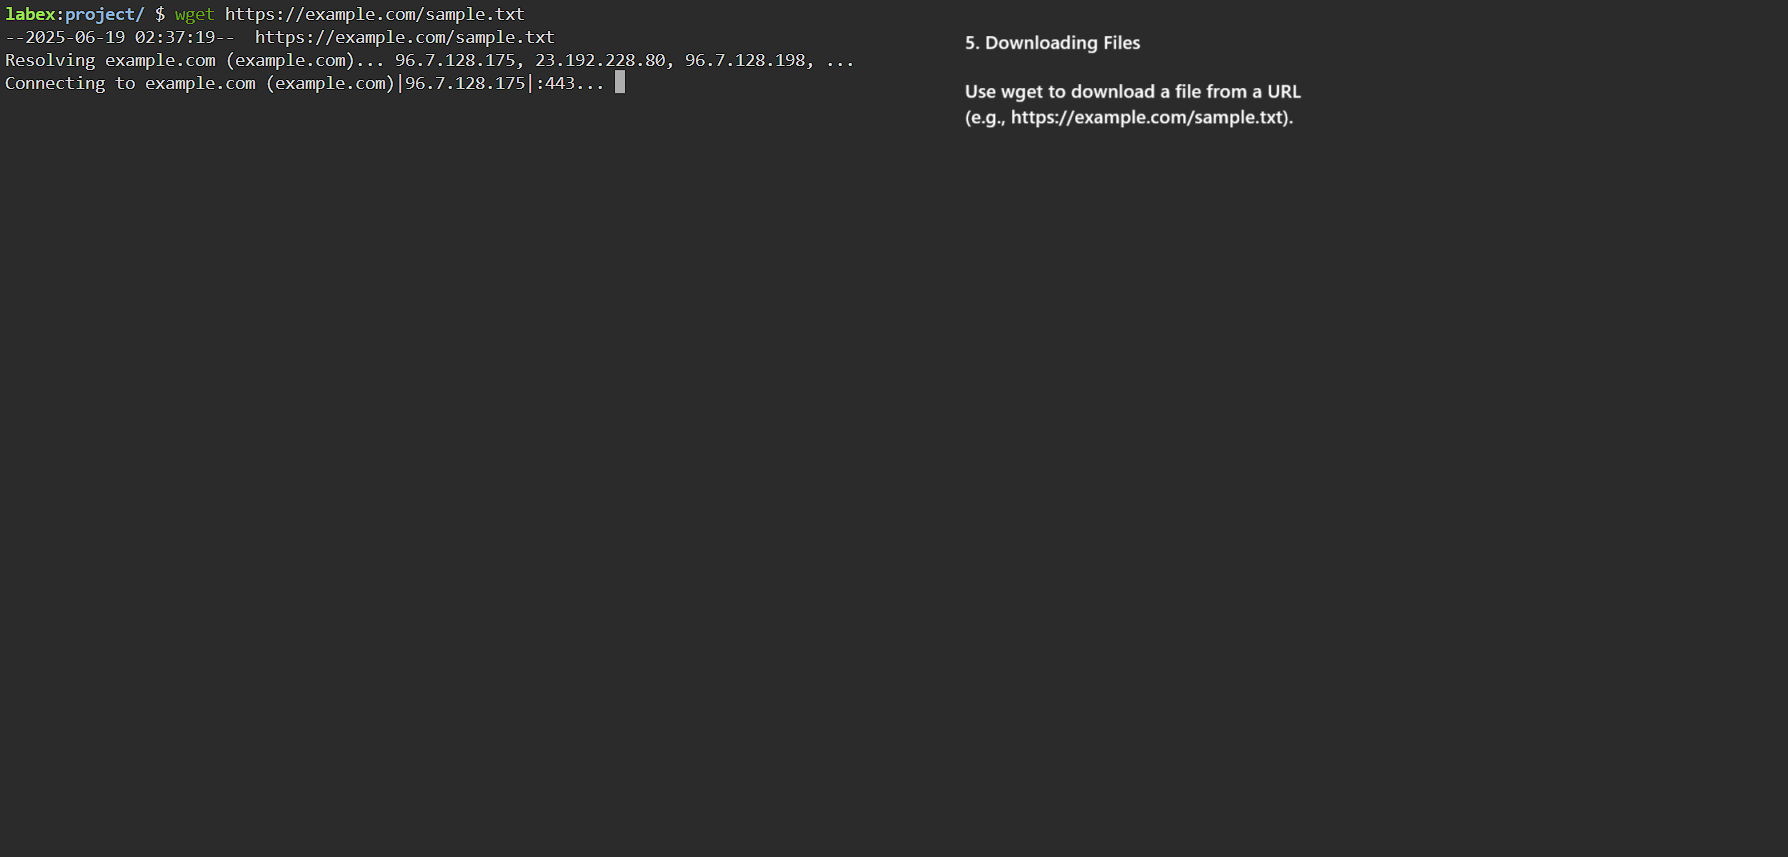 labex:project/ $ wget https://example.com/sample.txt
--2025-06-19 02:37:19--  https://example.com/sample.txt
Resolving example.com (example.com)... 96.7.128.175, 23.192.228.80, 96.7.128.198, ...
Connecting to example.com (example.com)|96.7.128.175|:443...
5. Downloading Files
Use wget to download a file from a URL
(e.g., https://example.com/sample.txt).